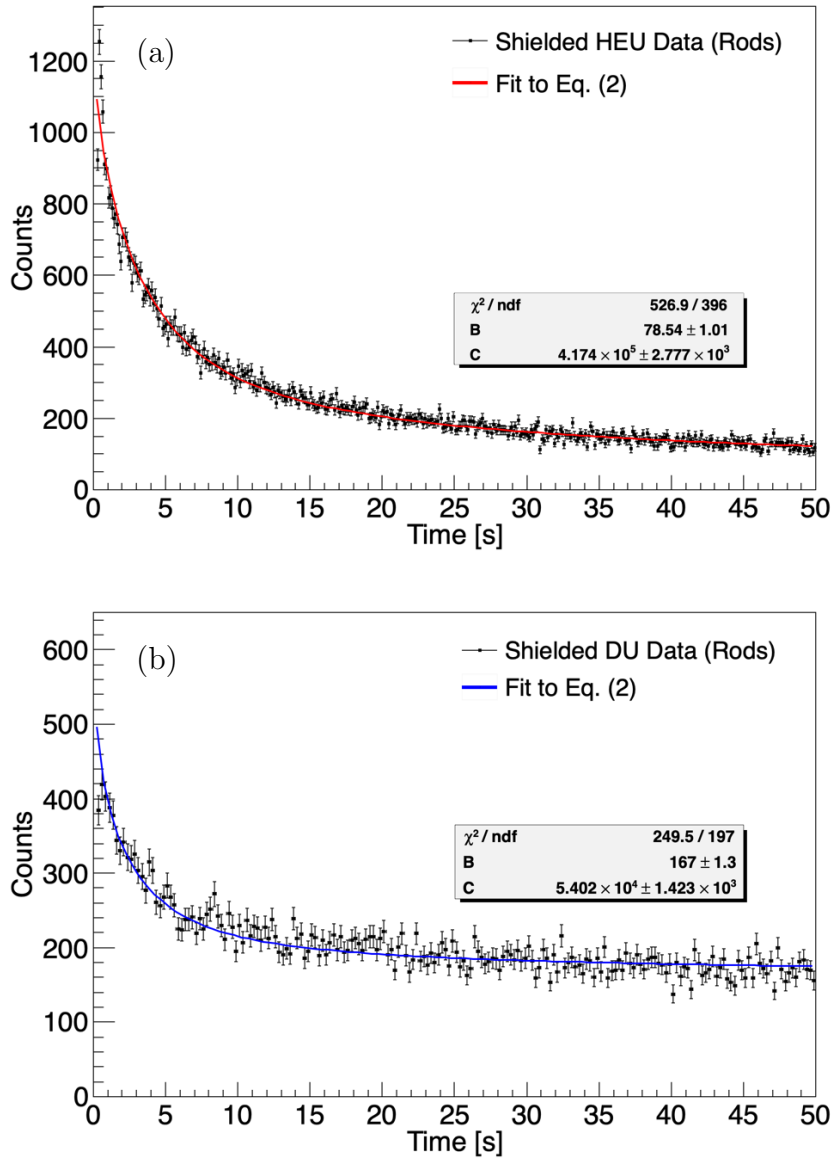 (a)
Shielded HEU Data (Rods)
Fit to Eq. (2)
χ² / ndf 526.9 / 396
B 78.54 ± 1.01
C 4.174 × 10⁵ ± 2.777 × 10³
Counts
1200
1000
800
600
400
200
0
0 5 10 15 20 25 30 35 40 45 50
Time [s]
(b)
Shielded DU Data (Rods)
Fit to Eq. (2)
χ² / ndf 249.5 / 197
B 167 ± 1.3
C 5.402 × 10⁴ ± 1.423 × 10³
Counts
600
500
400
300
200
100
0
0 5 10 15 20 25 30 35 40 45 50
Time [s]